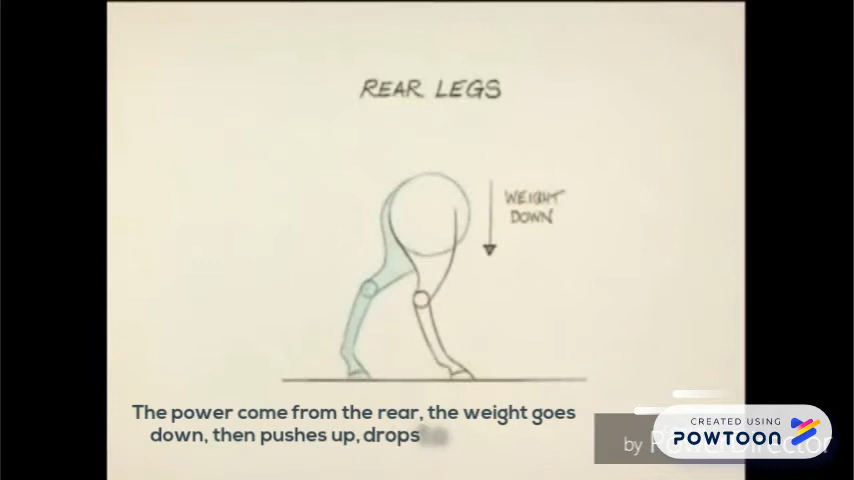 REAR LEGS
WEIGHT
DOWN
The power come from the rear, the weight goes
down, then pushes up, drops
by
CREATED USING
POWTOON